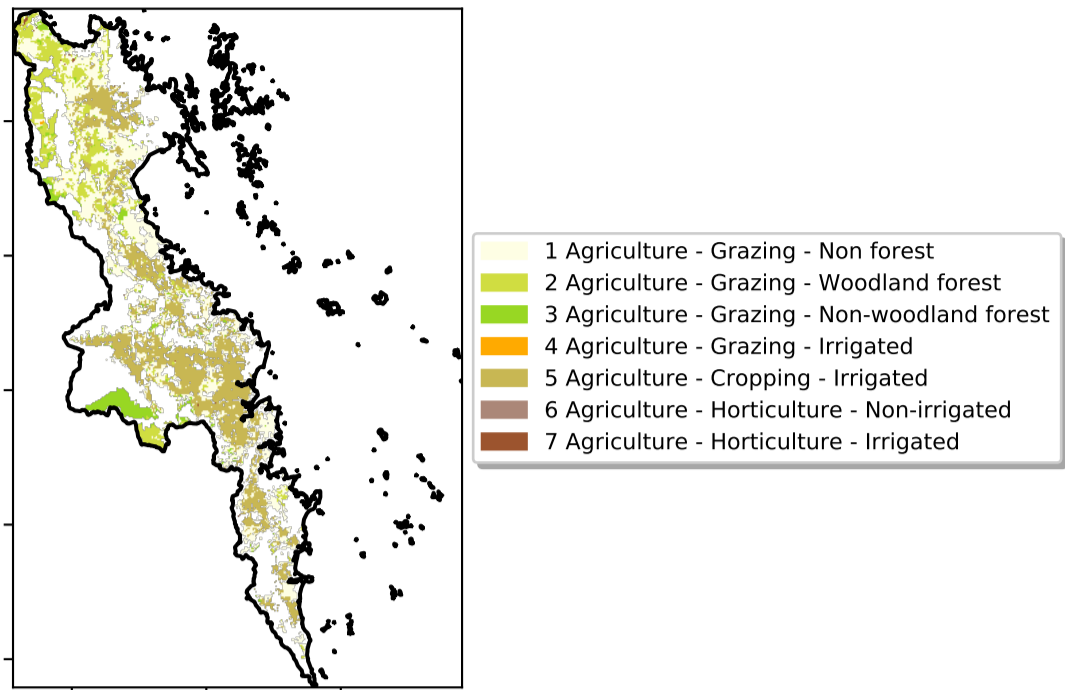 1 Agriculture - Grazing - Non forest
2 Agriculture - Grazing - Woodland forest
3 Agriculture - Grazing - Non-woodland forest
4 Agriculture - Grazing - Irrigated
5 Agriculture - Cropping - Irrigated
6 Agriculture - Horticulture - Non-irrigated
7 Agriculture - Horticulture - Irrigated